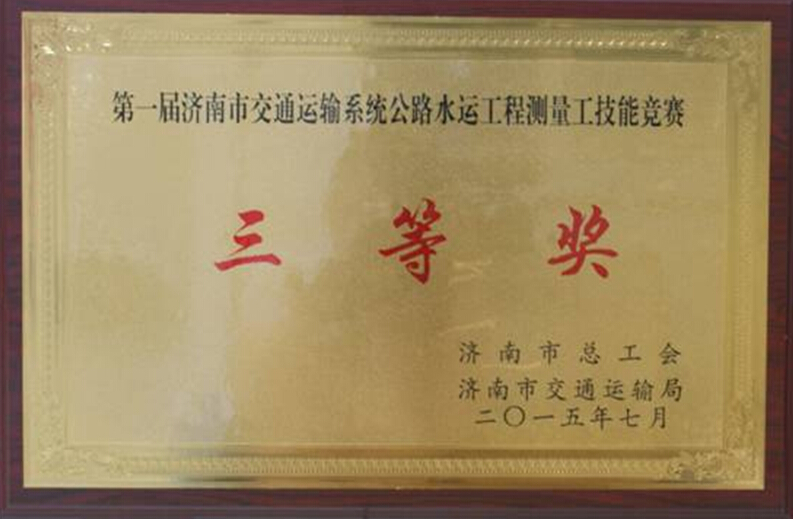 第一届济南市交通运输系统公路水运工程测量工技能竞赛
三等奖
济南市总工会
济南市交通运输局
二〇一五年七月